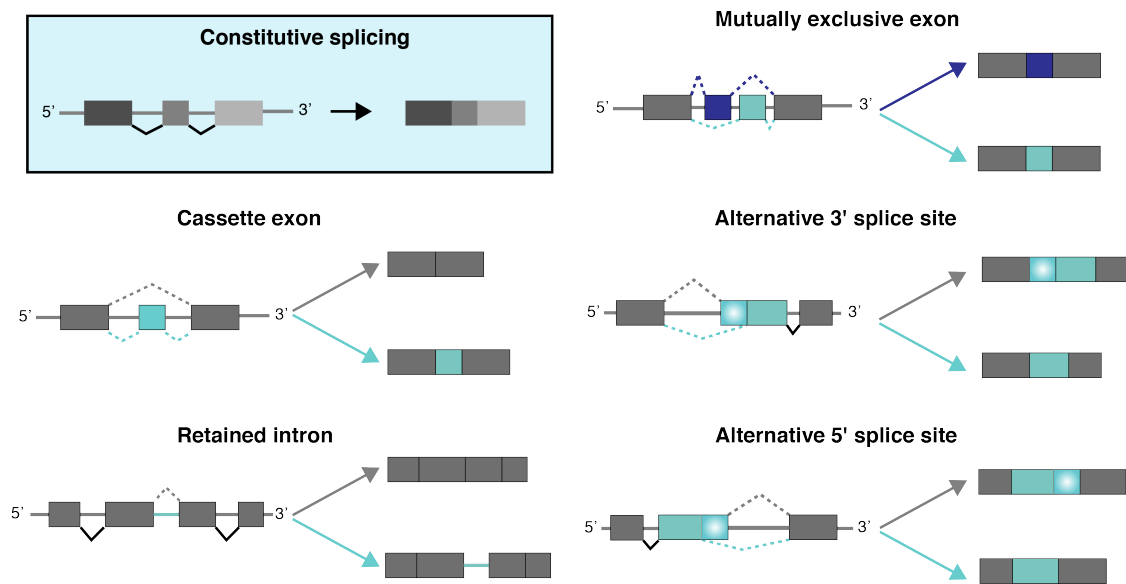 Constitutive splicing
5’
3’
Mutually exclusive exon
5’
3’
Cassette exon
5’
3’
Alternative 3' splice site
5’
3’
Retained intron
5’
3’
Alternative 5' splice site
5’
3’